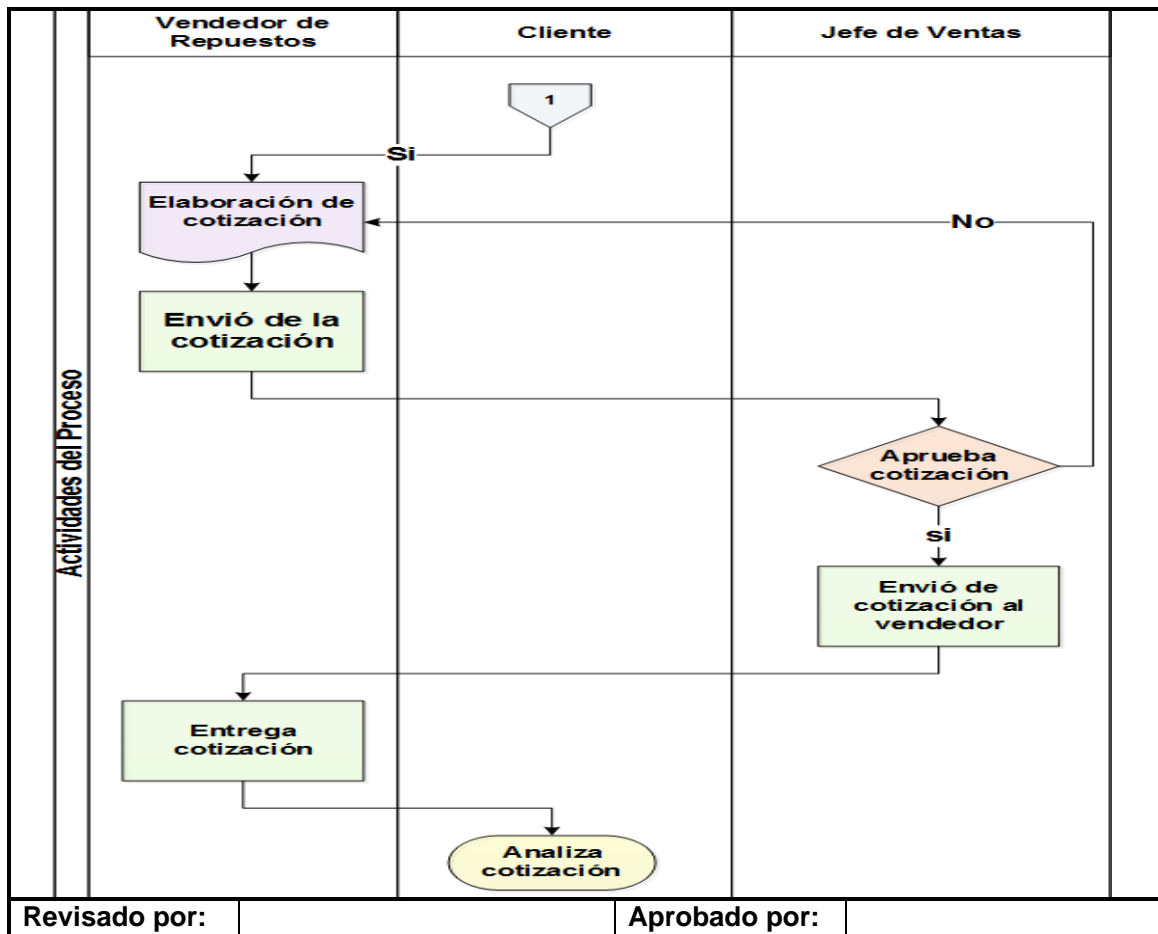 Vendedor de
Repuestos
Cliente
Jefe de Ventas
Actividades del Proceso
1
Si
Elaboración de
cotización
No
Envió de la
cotización
Aprueba
cotización
si
Envió de
cotización al
vendedor
Entrega
cotización
Analiza
cotización
Revisado por:
Aprobado por: